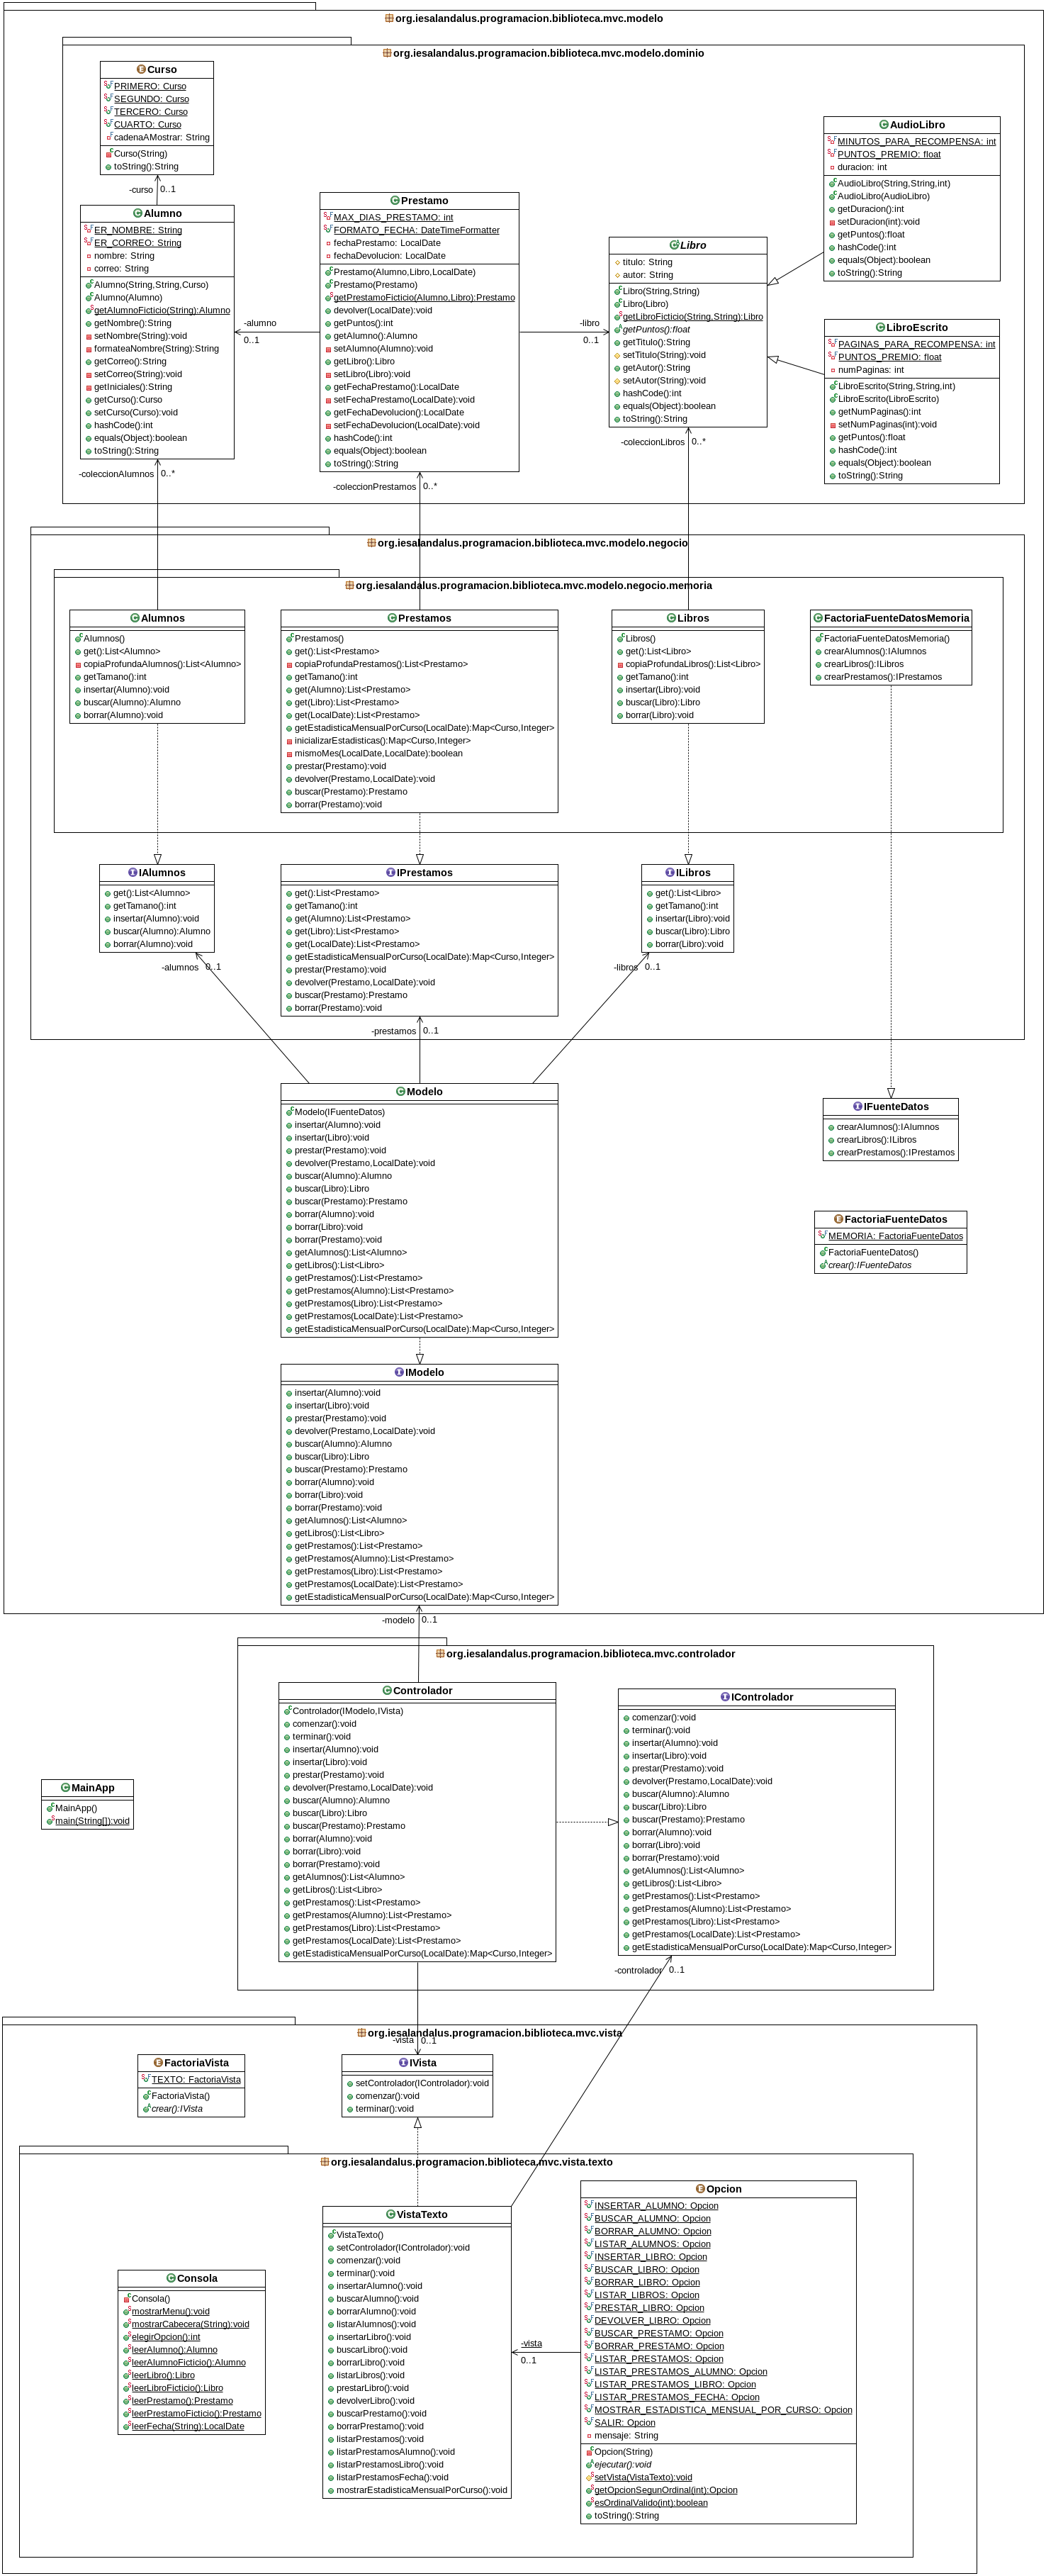 org.iesalandalus.programacion.biblioteca.mvc.modelo
org.iesalandalus.programacion.biblioteca.mvc.modelo.dominio
Curso
PRIMERO: Curso
SEGUNDO: Curso
TERCERO: Curso
CUARTO: Curso
cadenaAMostrar: String
Curso(String)
toString():String
-curso 0..1
Alumno
ER_NOMBRE: String
ER_CORREO: String
nombre: String
correo: String
Alumno(String,String,Curso)
Alumno(Alumno)
getAlumnoFicticio(String):Alumno
getNombre():String
setNombre(String):void
formateaNombre(String):String
getCorreo():String
setCorreo(String):void
getIniciales():String
getCurso():Curso
setCurso(Curso):void
hashCode():int
equals(Object):boolean
toString():String
-alumno
0..1
Prestamo
MAX_DIAS_PRESTAMO: int
FORMATO_FECHA: DateTimeFormatter
fechaPrestamo: LocalDate
fechaDevolucion: LocalDate
Prestamo(Alumno,Libro,LocalDate)
Prestamo(Prestamo)
getPrestamoFicticio(Alumno,Libro):Prestamo
devolver(LocalDate):void
getPuntos():int
getAlumno():Alumno
setAlumno(Alumno):void
getLibro():Libro
setLibro(Libro):void
getFechaPrestamo():LocalDate
setFechaPrestamo(LocalDate):void
getFechaDevolucion():LocalDate
setFechaDevolucion(LocalDate):void
hashCode():int
equals(Object):boolean
toString():String
-libro
0..1
Libro
titulo: String
autor: String
Libro(String,String)
Libro(Libro)
getLibroFicticio(String,String):Libro
getPuntos():float
getTitulo():String
setTitulo(String):void
getAutor():String
setAutor(String):void
hashCode():int
equals(Object):boolean
toString():String
AudioLibro
MINUTOS_PARA_RECOMPENSA: int
PUNTOS_PREMIO: float
duracion: int
AudioLibro(String,String,int)
AudioLibro(AudioLibro)
getDuracion():int
setDuracion(int):void
getPuntos():float
hashCode():int
equals(Object):boolean
toString():String
LibroEscrito
PAGINAS_PARA_RECOMPENSA: int
PUNTOS_PREMIO: float
numPaginas: int
LibroEscrito(String,String,int)
LibroEscrito(LibroEscrito)
getNumPaginas():int
setNumPaginas(int):void
getPuntos():float
hashCode():int
equals(Object):boolean
toString():String
-coleccionAlumnos 0..*
-coleccionPrestamos 0..*
-coleccionLibros 0..*
org.iesalandalus.programacion.biblioteca.mvc.modelo.negocio
org.iesalandalus.programacion.biblioteca.mvc.modelo.negocio.memoria
Alumnos
Alumnos()
get():List<Alumno>
copiaProfundaAlumnos():List<Alumno>
getTamano():int
insertar(Alumno):void
buscar(Alumno):Alumno
borrar(Alumno):void
Prestamos
Prestamos()
get():List<Prestamo>
copiaProfundaPrestamos():List<Prestamo>
getTamano():int
get(Alumno):List<Prestamo>
get(Libro):List<Prestamo>
get(LocalDate):List<Prestamo>
getEstadisticaMensualPorCurso(LocalDate):Map<Curso,Integer>
inicializarEstadisticas():Map<Curso,Integer>
mismoMes(LocalDate,LocalDate):boolean
prestar(Prestamo):void
devolver(Prestamo,LocalDate):void
buscar(Prestamo):Prestamo
borrar(Prestamo):void
Libros
Libros()
get():List<Libro>
copiaProfundaLibros():List<Libro>
getTamano():int
insertar(Libro):void
buscar(Libro):Libro
borrar(Libro):void
FactoriaFuenteDatosMemoria
FactoriaFuenteDatosMemoria()
crearAlumnos():IAlumnos
crearLibros():ILibros
crearPrestamos():IPrestamos
IAlumnos
get():List<Alumno>
getTamano():int
insertar(Alumno):void
buscar(Alumno):Alumno
borrar(Alumno):void
IPrestamos
get():List<Prestamo>
getTamano():int
get(Alumno):List<Prestamo>
get(Libro):List<Prestamo>
get(LocalDate):List<Prestamo>
getEstadisticaMensualPorCurso(LocalDate):Map<Curso,Integer>
prestar(Prestamo):void
devolver(Prestamo,LocalDate):void
buscar(Prestamo):Prestamo
borrar(Prestamo):void
ILibros
get():List<Libro>
getTamano():int
insertar(Libro):void
buscar(Libro):Libro
borrar(Libro):void
-alumnos 0..1
-prestamos 0..1
-libros 0..1
Modelo
Modelo(IFuenteDatos)
insertar(Alumno):void
insertar(Libro):void
prestar(Prestamo):void
devolver(Prestamo,LocalDate):void
buscar(Alumno):Alumno
buscar(Libro):Libro
buscar(Prestamo):Prestamo
borrar(Alumno):void
borrar(Libro):void
borrar(Prestamo):void
getAlumnos():List<Alumno>
getLibros():List<Libro>
getPrestamos():List<Prestamo>
getPrestamos(Alumno):List<Prestamo>
getPrestamos(Libro):List<Prestamo>
getPrestamos(LocalDate):List<Prestamo>
getEstadisticaMensualPorCurso(LocalDate):Map<Curso,Integer>
IFuenteDatos
crearAlumnos():IAlumnos
crearLibros():ILibros
crearPrestamos():IPrestamos
FactoriaFuenteDatos
MEMORIA: FactoriaFuenteDatos
FactoriaFuenteDatos()
crear():IFuenteDatos
IModelo
insertar(Alumno):void
insertar(Libro):void
prestar(Prestamo):void
devolver(Prestamo,LocalDate):void
buscar(Alumno):Alumno
buscar(Libro):Libro
buscar(Prestamo):Prestamo
borrar(Alumno):void
borrar(Libro):void
borrar(Prestamo):void
getAlumnos():List<Alumno>
getLibros():List<Libro>
getPrestamos():List<Prestamo>
getPrestamos(Alumno):List<Prestamo>
getPrestamos(Libro):List<Prestamo>
getPrestamos(LocalDate):List<Prestamo>
getEstadisticaMensualPorCurso(LocalDate):Map<Curso,Integer>
-modelo 0..1
org.iesalandalus.programacion.biblioteca.mvc.controlador
MainApp
MainApp()
main(String[]):void
Controlador
Controlador(IModelo,IVista)
comenzar():void
terminar():void
insertar(Alumno):void
insertar(Libro):void
prestar(Prestamo):void
devolver(Prestamo,LocalDate):void
buscar(Alumno):Alumno
buscar(Libro):Libro
buscar(Prestamo):Prestamo
borrar(Alumno):void
borrar(Libro):void
borrar(Prestamo):void
getAlumnos():List<Alumno>
getLibros():List<Libro>
getPrestamos():List<Prestamo>
getPrestamos(Alumno):List<Prestamo>
getPrestamos(Libro):List<Prestamo>
getPrestamos(LocalDate):List<Prestamo>
getEstadisticaMensualPorCurso(LocalDate):Map<Curso,Integer>
IControlador
comenzar():void
terminar():void
insertar(Alumno):void
insertar(Libro):void
prestar(Prestamo):void
devolver(Prestamo,LocalDate):void
buscar(Alumno):Alumno
buscar(Libro):Libro
buscar(Prestamo):Prestamo
borrar(Alumno):void
borrar(Libro):void
borrar(Prestamo):void
getAlumnos():List<Alumno>
getLibros():List<Libro>
getPrestamos():List<Prestamo>
getPrestamos(Alumno):List<Prestamo>
getPrestamos(Libro):List<Prestamo>
getPrestamos(LocalDate):List<Prestamo>
getEstadisticaMensualPorCurso(LocalDate):Map<Curso,Integer>
-controlador 0..1
org.iesalandalus.programacion.biblioteca.mvc.vista
-vista 0..1
FactoriaVista
TEXTO: FactoriaVista
FactoriaVista()
crear():IVista
IVista
setControlador(IControlador):void
comenzar():void
terminar():void
org.iesalandalus.programacion.biblioteca.mvc.vista.texto
Consola
Consola()
mostrarMenu():void
mostrarCabecera(String):void
elegirOpcion():int
leerAlumno():Alumno
leerAlumnoFicticio():Alumno
leerLibro():Libro
leerLibroFicticio():Libro
leerPrestamo():Prestamo
leerPrestamoFicticio():Prestamo
leerFecha(String):LocalDate
VistaTexto
VistaTexto()
setControlador(IControlador):void
comenzar():void
terminar():void
insertarAlumno():void
buscarAlumno():void
borrarAlumno():void
listarAlumnos():void
insertarLibro():void
buscarLibro():void
borrarLibro():void
listarLibros():void
prestarLibro():void
devolverLibro():void
buscarPrestamo():void
borrarPrestamo():void
listarPrestamos():void
listarPrestamosAlumno():void
listarPrestamosLibro():void
listarPrestamosFecha():void
mostrarEstadisticaMensualPorCurso():void
-vista
0..1
Opcion
INSERTAR_ALUMNO: Opcion
BUSCAR_ALUMNO: Opcion
BORRAR_ALUMNO: Opcion
LISTAR_ALUMNOS: Opcion
INSERTAR_LIBRO: Opcion
BUSCAR_LIBRO: Opcion
BORRAR_LIBRO: Opcion
LISTAR_LIBROS: Opcion
PRESTAR_LIBRO: Opcion
DEVOLVER_LIBRO: Opcion
BUSCAR_PRESTAMO: Opcion
BORRAR_PRESTAMO: Opcion
LISTAR_PRESTAMOS: Opcion
LISTAR_PRESTAMOS_ALUMNO: Opcion
LISTAR_PRESTAMOS_LIBRO: Opcion
LISTAR_PRESTAMOS_FECHA: Opcion
MOSTRAR_ESTADISTICA_MENSUAL_POR_CURSO: Opcion
SALIR: Opcion
mensaje: String
Opcion(String)
ejecutar():void
setVista(VistaTexto):void
getOpcionSegunOrdinal(int):Opcion
esOrdinalValido(int):boolean
toString():String